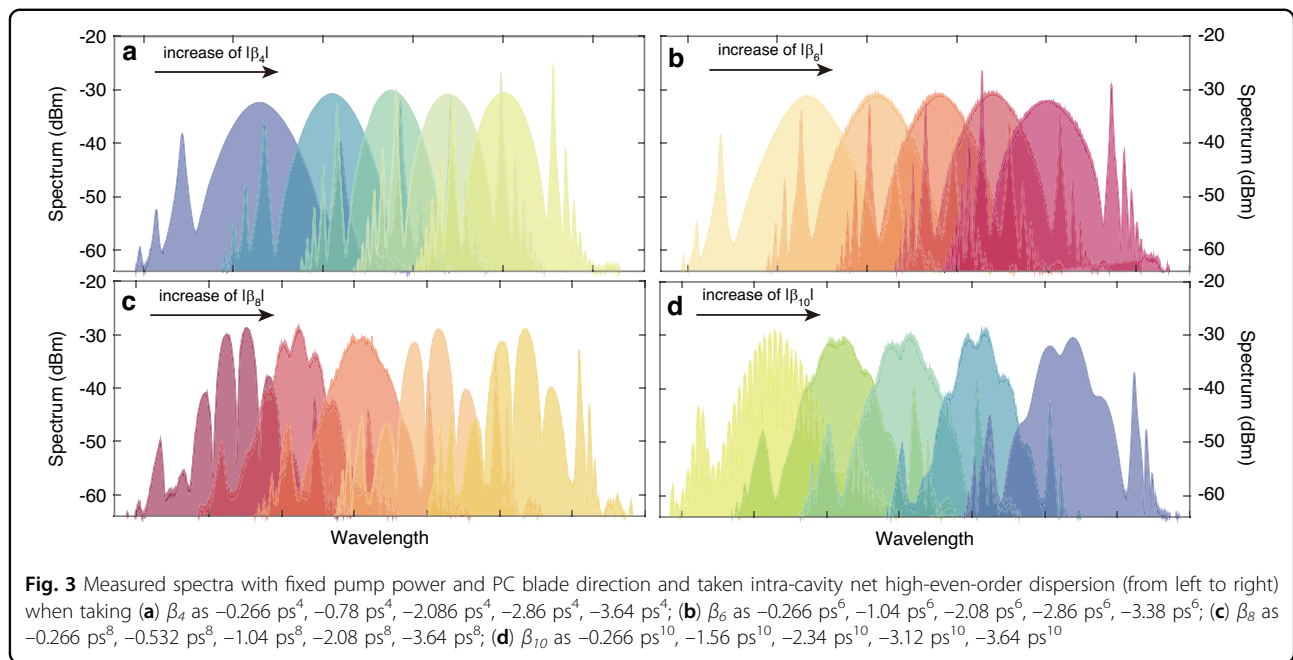 a
increase of |β₄|
-20
-30
-40
-50
-60
Spectrum (dBm)
b
increase of |β₆|
-20
-30
-40
-50
-60
Spectrum (dBm)
c
increase of |β₈|
-20
-30
-40
-50
-60
Spectrum (dBm)
Wavelength
d
increase of |β₁₀|
-20
-30
-40
-50
-60
Spectrum (dBm)
Wavelength
Fig. 3 Measured spectra with fixed pump power and PC blade direction and taken intra-cavity net high-even-order dispersion (from left to right)
when taking (a) β₄ as −0.266 ps⁴, −0.78 ps⁴, −2.086 ps⁴, −2.86 ps⁴, −3.64 ps⁴; (b) β₆ as −0.266 ps⁶, −1.04 ps⁶, −2.08 ps⁶, −2.86 ps⁶, −3.38 ps⁶; (c) β₈ as
−0.266 ps⁸, −0.532 ps⁸, −1.04 ps⁸, −2.08 ps⁸, −3.64 ps⁸; (d) β₁₀ as −0.266 ps¹⁰, −1.56 ps¹⁰, −2.34 ps¹⁰, −3.12 ps¹⁰, −3.64 ps¹⁰